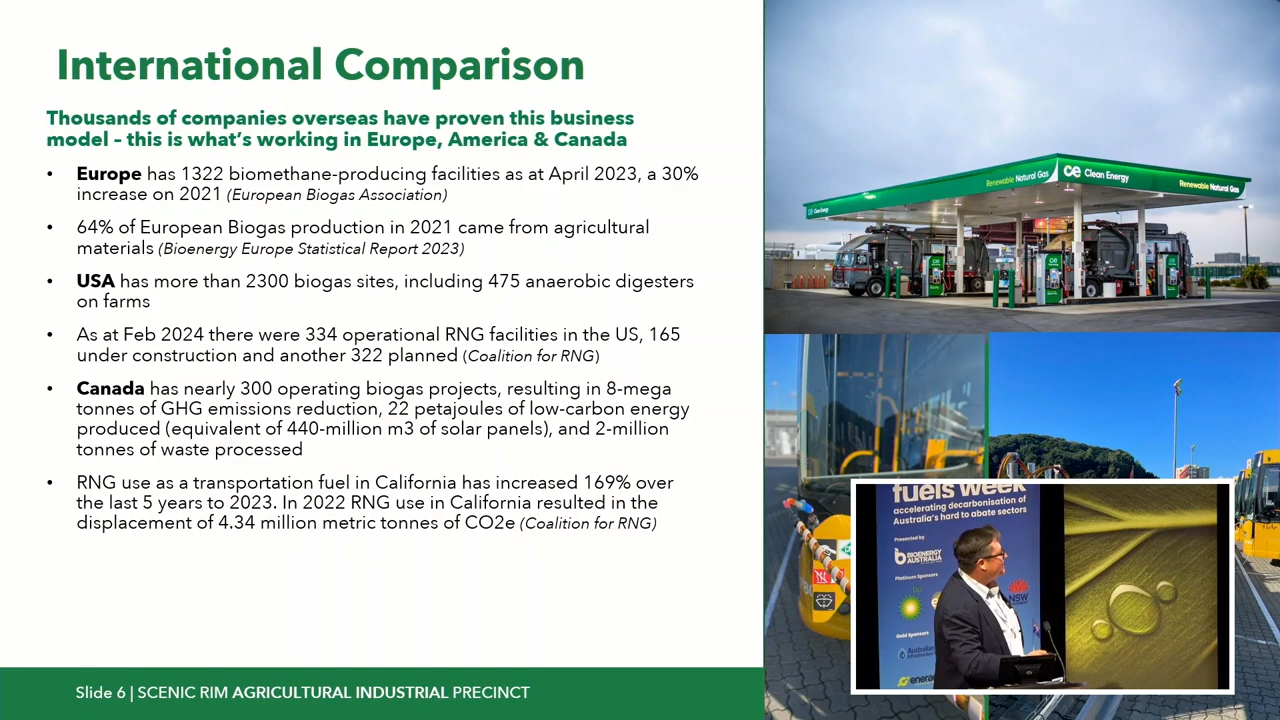 International Comparison
Thousands of companies overseas have proven this business
model – this is what's working in Europe, America & Canada
• Europe has 1322 biomethane-producing facilities as at April 2023, a 30%
increase on 2021 (European Biogas Association)
• 64% of European Biogas production in 2021 came from agricultural
materials (Bioenergy Europe Statistical Report 2023)
• USA has more than 2300 biogas sites, including 475 anaerobic digesters
on farms
• As at Feb 2024 there were 334 operational RNG facilities in the US, 165
under construction and another 322 planned (Coalition for RNG)
• Canada has nearly 300 operating biogas projects, resulting in 8-mega
tonnes of GHG emissions reduction, 22 petajoules of low-carbon energy
produced (equivalent of 440-million m3 of solar panels), and 2-million
tonnes of waste processed
• RNG use as a transportation fuel in California has increased 169% over
the last 5 years to 2023. In 2022 RNG use in California resulted in the
displacement of 4.34 million metric tonnes of CO2e (Coalition for RNG)
Slide 6 | SCENIC RIM AGRICULTURAL INDUSTRIAL PRECINCT
Clean Energy
Renewable Natural Gas
ce Clean Energy
Renewable Natural Gas
fuels week
accelerating decarbonisation of
Australia's hard to abate sectors
Presented by
BIOENERGY
AUSTRALIA
Platinum Sponsors
bp
NSW
Gold Sponsors
Australian